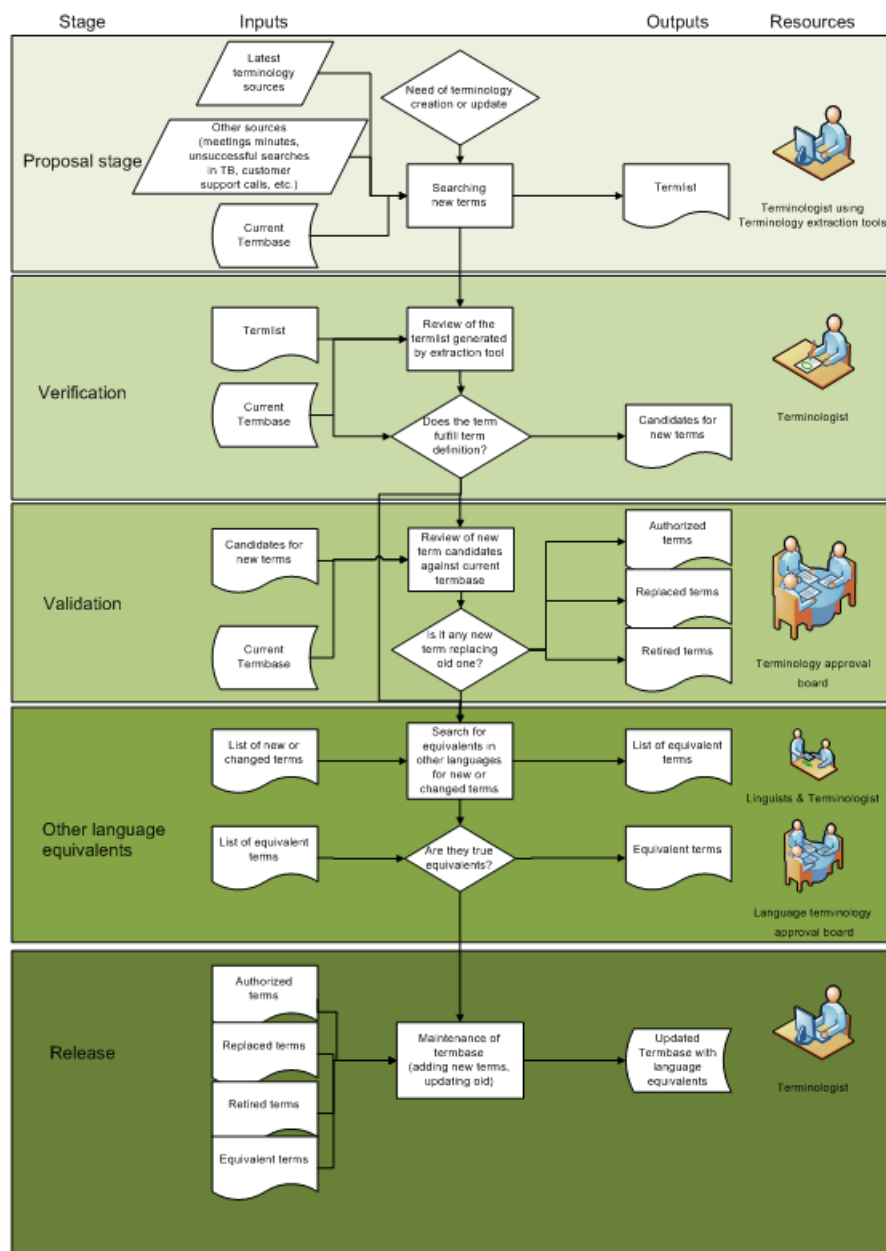 Stage
Inputs
Outputs
Resources
Proposal stage
Latest
terminology
sources
Other sources
(meetings minutes,
unsuccessful searches
in TB, customer
support calls, etc.)
Current
Termbase
Need of terminology
creation or update
Searching
new terms
Termlist
Terminologist using
Terminology extraction tools
Verification
Termlist
Current
Termbase
Review of the
termlist generated
by extraction tool
Does the term
fulfill term
definition?
Candidates for
new terms
Terminologist
Validation
Candidates for
new terms
Current
Termbase
Review of new
term candidates
against current
termbase
Is it any new
term replacing
old one?
Authorized
terms
Replaced terms
Retired terms
Terminology approval
board
Other language
equivalents
List of new or
changed terms
List of equivalent
terms
Search for
equivalents in
other languages
for new or
changed terms
Are they true
equivalents?
List of equivalent
terms
Equivalent terms
Linguists & Terminologist
Language terminology
approval board
Release
Authorized
terms
Replaced terms
Retired terms
Equivalent terms
Maintenance of
termbase
(adding new terms,
updating old)
Updated
Termbase with
language
equivalents
Terminologist